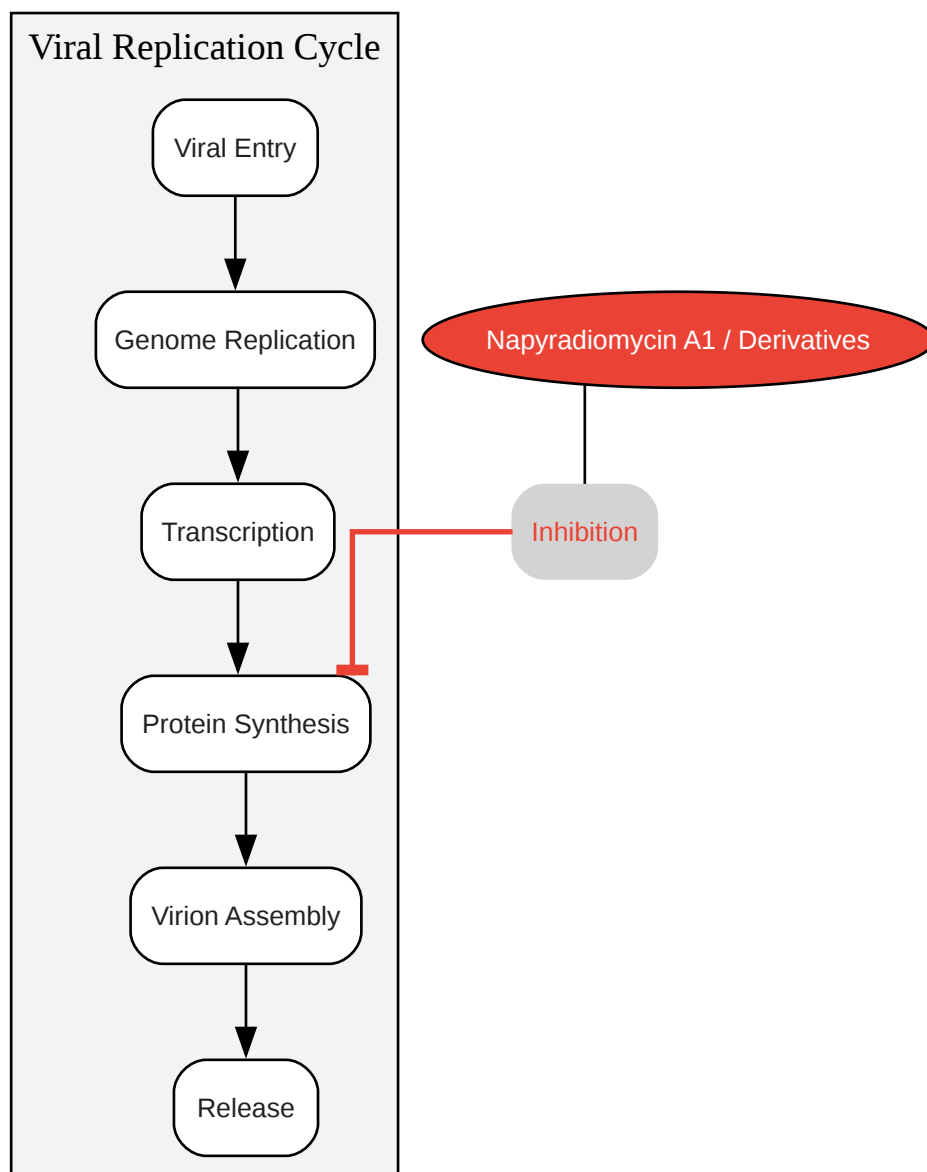 Viral Replication Cycle
Viral Entry
Genome Replication
Napyradiomycin A1 / Derivatives
Transcription
Inhibition
Protein Synthesis
Virion Assembly
Release